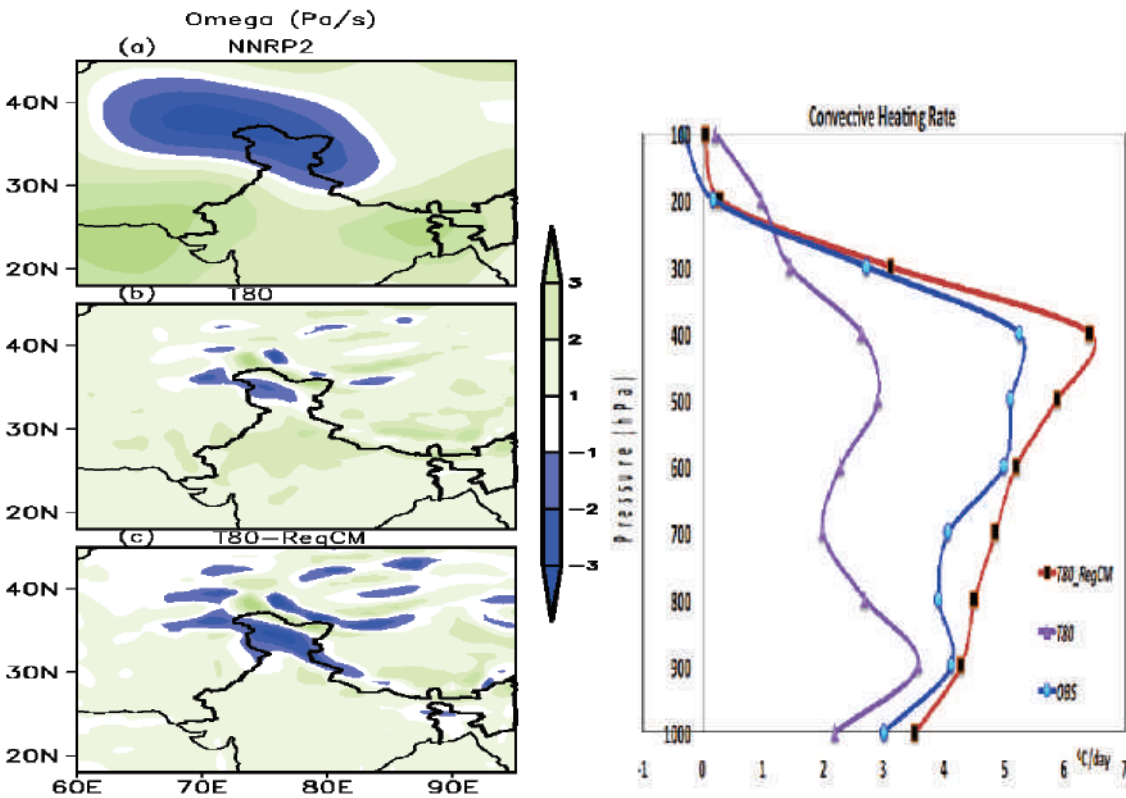 Omega (Pa/s)
(a) NNRP2
40N
30N
20N
(b) T80
40N
30N
20N
(c) T80-RegCM
40N
30N
20N
60E 70E 80E 90E
3
2
1
-1
-2
-3
Convective Heating Rate
100
200
300
400
500
600
700
800
900
1000
Pressure (hPa)
T80_RegCM
T80
OBS
°C/day
-1 0 1 2 3 4 5 6 7